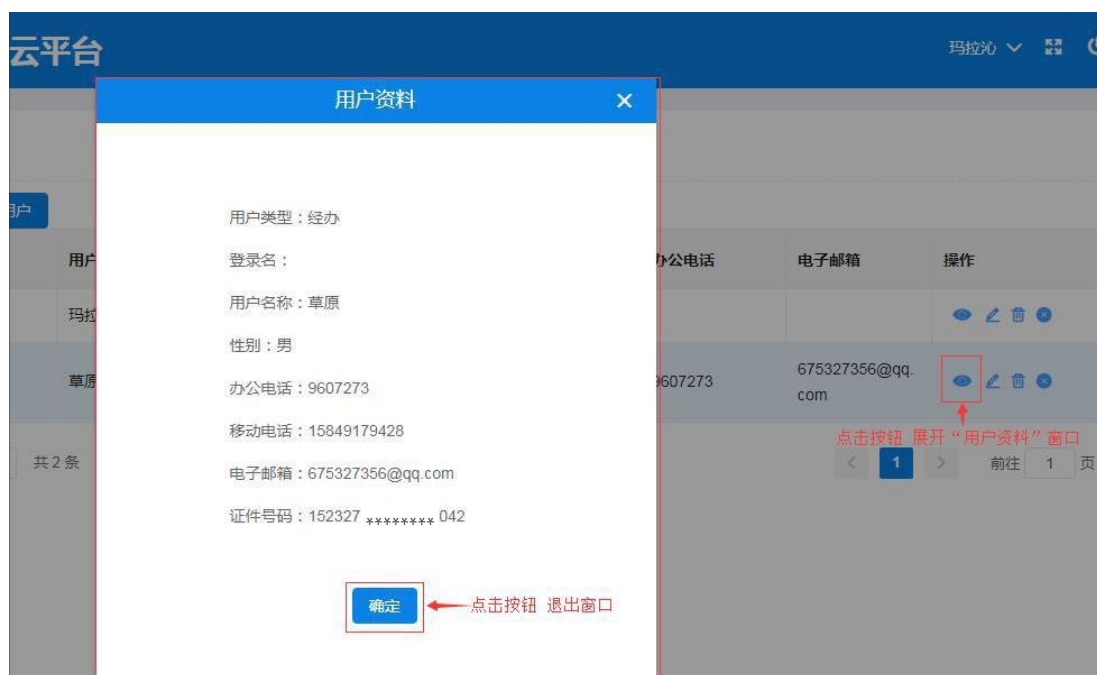 云平台
玛拉沁
用户资料
用户类型：经办
登录名：
用户名称：草原
性别：男
办公电话：9607273
移动电话：15849179428
电子邮箱：675327356@qq.com
证件号码：152327 ******** 042
确定
点击按钮 退出窗口
用户
用户
办公电话
电子邮箱
操作
玛拉
草原
9607273
675327356@qq.
com
点击按钮 展开“用户资料”窗口
共 2 条
1
前往
1
页